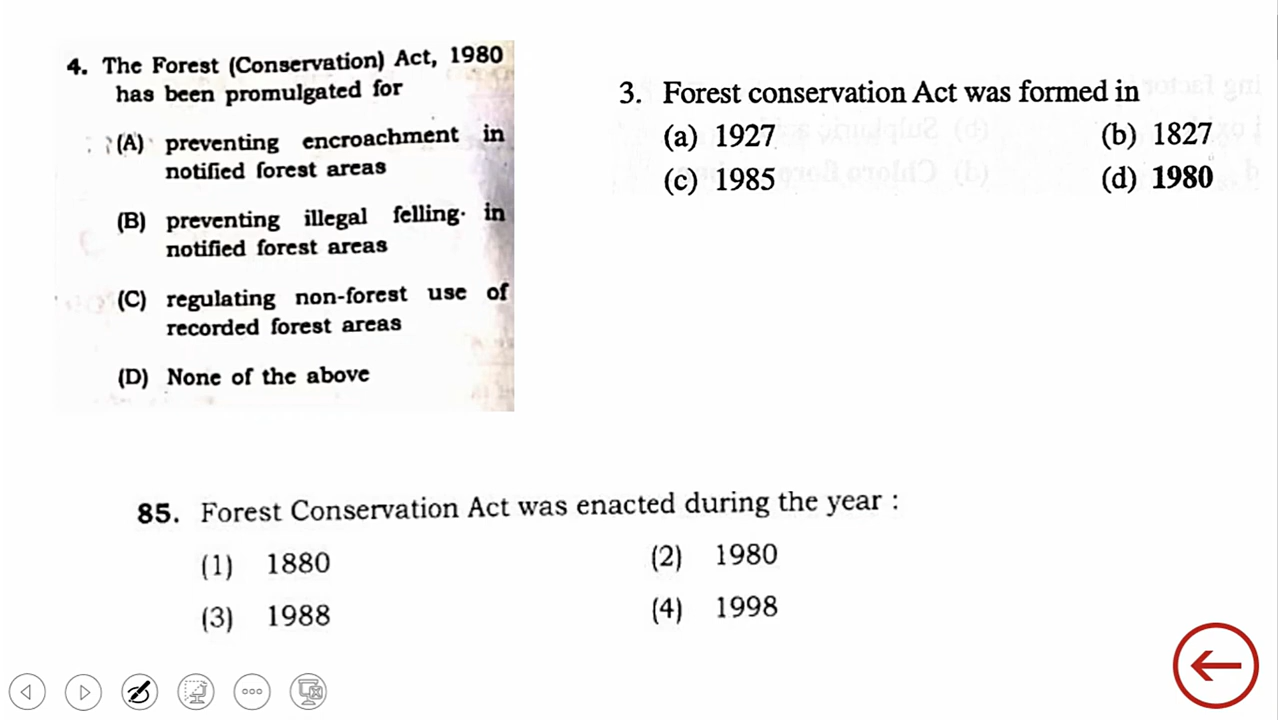 4. The Forest (Conservation) Act, 1980
has been promulgated for
(A) preventing encroachment in
notified forest areas
(B) preventing illegal felling in
notified forest areas
(C) regulating non-forest use of
recorded forest areas
(D) None of the above
3. Forest conservation Act was formed in
(a) 1927 (b) 1827
(c) 1985 (d) 1980
85. Forest Conservation Act was enacted during the year :
(1) 1880 (2) 1980
(3) 1988 (4) 1998